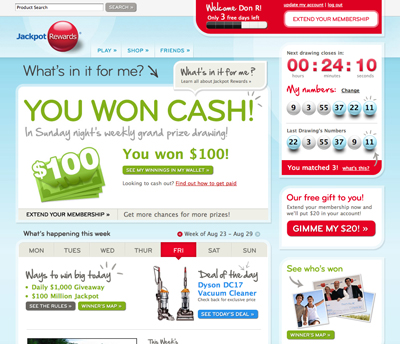 Product Search
SEARCH »
Welcome Don R!
Only 3 free days left
update my account | log out
EXTEND YOUR MEMBERSHIP »
Jackpot Rewards
PLAY » SHOP » FRIENDS »
What's in it for me?
What's in it for me?
Learn all about Jackpot Rewards »
YOU WON CASH!
In Sunday night's weekly grand prize drawing!
$100
You won $100!
SEE MY WINNINGS IN MY WALLET »
Looking to cash out? Find out how to get paid
EXTEND YOUR MEMBERSHIP » Get more chances for more prizes!
Next drawing closes in:
00:24:10
hours minutes seconds
My numbers: Change
9 3 55 37 22 11
Last Drawing's Numbers
22 2 55 37 9 11
You matched 3! what's this?
Our free gift to you!
Extend your membership now and
we'll put $20 in your account!
GIMME MY $20! »
What's happening this week
Week of Aug 23 - Aug 29
MON TUES WED THUR FRI SAT SUN
Ways to win big today
• Daily $1,000 Giveaway
• $100 Million Jackpot
SEE THE RULES » WINNER'S MAP »
Deal of the day
Dyson DC17
Vacuum Cleaner
Check back for exclusive price
SEE TODAY'S DEAL »
See who's won
WINNER'S MAP »
This Week's